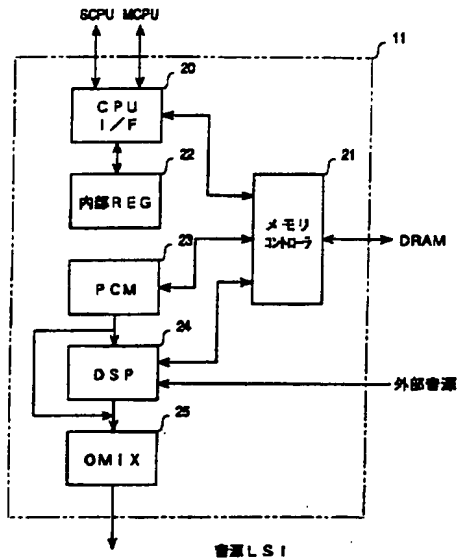 SCPU MCPU
11
20
CPU
I/F
22
21
内部REG
メモリ
コントローラ
DRAM
23
PCM
24
DSP
外部音源
25
OMIX
音源LSI